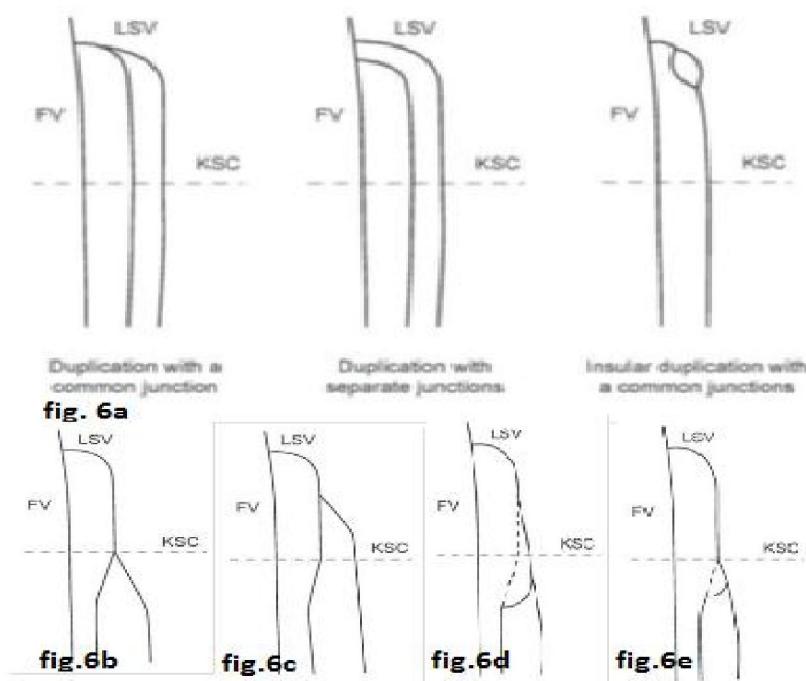 LSV LSV LSV
FV FV FV
KSC KSC KSC
Duplication with a Duplication with Insular duplication with
common junction separate junctions a common junctions
fig. 6a
LSV LSV LSV LSV
FV FV FV FV
KSC KSC KSC KSC
fig.6b fig.6c fig.6d fig.6e